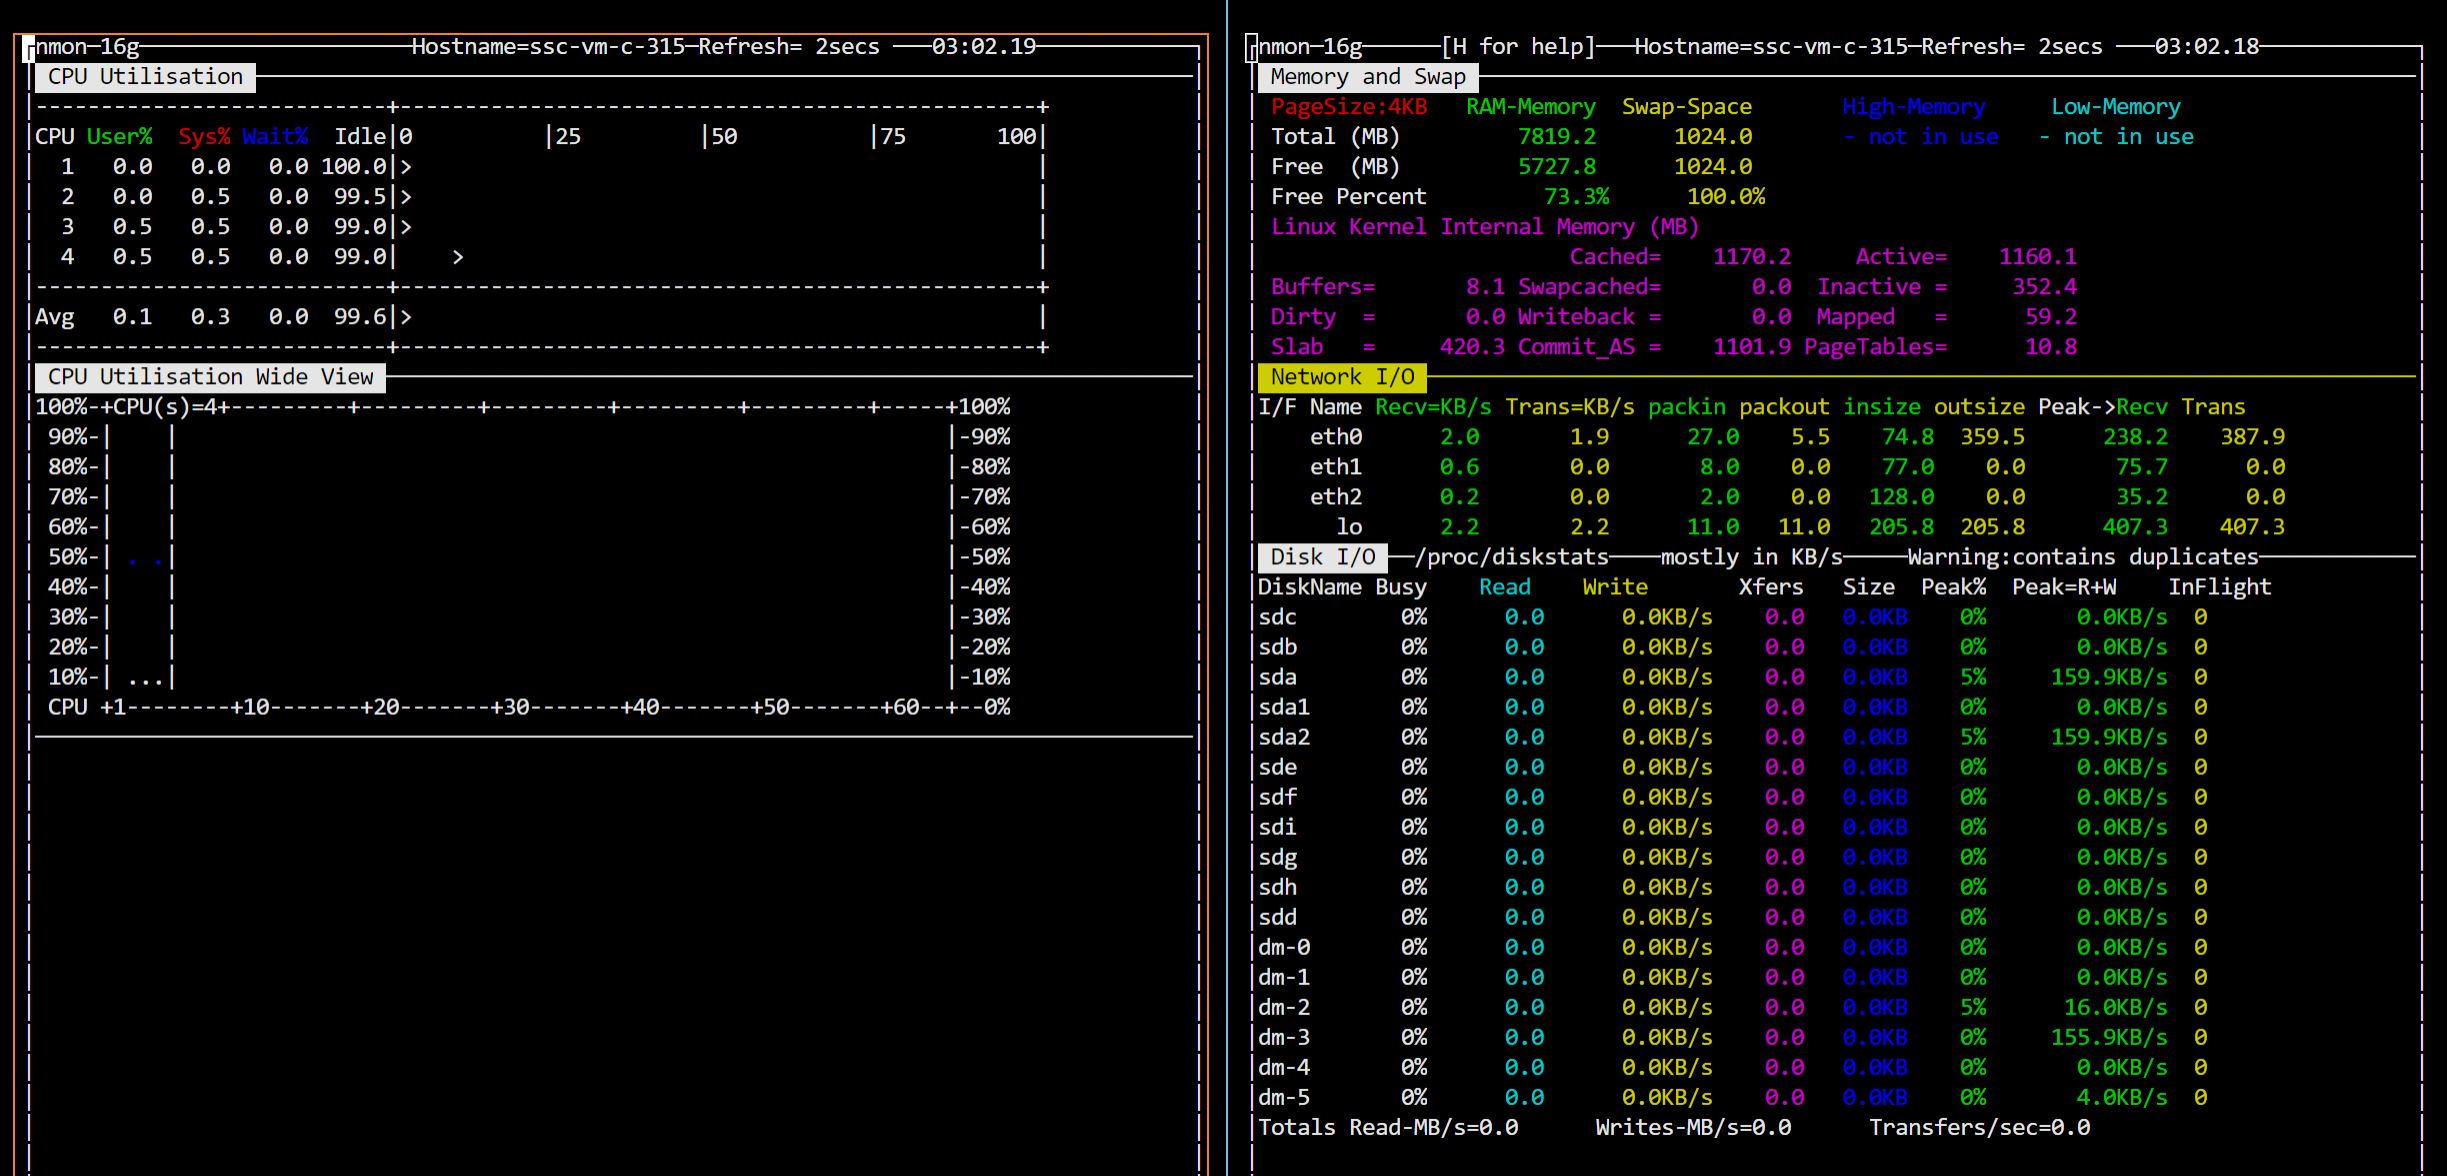 nmon─16g─────────────────────Hostname=ssc-vm-c-315─Refresh= 2secs ───03:02.19────────────
CPU Utilisation
---------------------------+-------------------------------------------------+
CPU User%  Sys% Wait%  Idle|0          |25         |50         |75       100|
1   0.0   0.0   0.0 100.0|>
2   0.0   0.5   0.0  99.5|>
3   0.5   0.5   0.0  99.0|>
4   0.5   0.5   0.0  99.0|    >
---------------------------+-------------------------------------------------+
Avg   0.1   0.3   0.0  99.6|>
---------------------------+-------------------------------------------------+
CPU Utilisation Wide View
100%-+CPU(s)=4+---------+---------+---------+---------+---------+-----+100%
90%-|    |                                                           |-90%
80%-|    |                                                           |-80%
70%-|    |                                                           |-70%
60%-|    |                                                           |-60%
50%-| . .|                                                           |-50%
40%-|    |                                                           |-40%
30%-|    |                                                           |-30%
20%-|    |                                                           |-20%
10%-| ...|                                                           |-10%
CPU +1--------+10-------+20-------+30-------+40-------+50-------+60--+--0%
nmon─16g──────[H for help]───Hostname=ssc-vm-c-315─Refresh= 2secs ───03:02.18────────────
Memory and Swap
PageSize:4KB   RAM-Memory  Swap-Space       High-Memory     Low-Memory
Total (MB)         7819.2      1024.0       - not in use   - not in use
Free  (MB)         5727.8      1024.0
Free Percent         73.3%      100.0%
Linux Kernel Internal Memory (MB)
Cached=    1170.2     Active=    1160.1
Buffers=       8.1 Swapcached=       0.0  Inactive =     352.4
Dirty  =       0.0 Writeback =       0.0  Mapped   =      59.2
Slab   =     420.3 Commit_AS =    1101.9 PageTables=      10.8
Network I/O
I/F Name Recv=KB/s Trans=KB/s packin packout insize outsize Peak->Recv Trans
eth0      2.0       1.9      27.0    5.5    74.8  359.5      238.2    387.9
eth1      0.6       0.0       8.0    0.0    77.0    0.0       75.7      0.0
eth2      0.2       0.0       2.0    0.0   128.0    0.0       35.2      0.0
lo      2.2       2.2      11.0   11.0   205.8  205.8      407.3    407.3
Disk I/O ──/proc/diskstats────mostly in KB/s─────Warning:contains duplicates
DiskName Busy    Read    Write       Xfers   Size  Peak%  Peak=R+W    InFlight
sdc          0%      0.0      0.0KB/s    0.0   0.0KB    0%       0.0KB/s  0
sdb          0%      0.0      0.0KB/s    0.0   0.0KB    0%       0.0KB/s  0
sda          0%      0.0      0.0KB/s    0.0   0.0KB    5%     159.9KB/s  0
sda1         0%      0.0      0.0KB/s    0.0   0.0KB    0%       0.0KB/s  0
sda2         0%      0.0      0.0KB/s    0.0   0.0KB    5%     159.9KB/s  0
sde          0%      0.0      0.0KB/s    0.0   0.0KB    0%       0.0KB/s  0
sdf          0%      0.0      0.0KB/s    0.0   0.0KB    0%       0.0KB/s  0
sdi          0%      0.0      0.0KB/s    0.0   0.0KB    0%       0.0KB/s  0
sdg          0%      0.0      0.0KB/s    0.0   0.0KB    0%       0.0KB/s  0
sdh          0%      0.0      0.0KB/s    0.0   0.0KB    0%       0.0KB/s  0
sdd          0%      0.0      0.0KB/s    0.0   0.0KB    0%       0.0KB/s  0
dm-0         0%      0.0      0.0KB/s    0.0   0.0KB    0%       0.0KB/s  0
dm-1         0%      0.0      0.0KB/s    0.0   0.0KB    0%       0.0KB/s  0
dm-2         0%      0.0      0.0KB/s    0.0   0.0KB    5%      16.0KB/s  0
dm-3         0%      0.0      0.0KB/s    0.0   0.0KB    0%     155.9KB/s  0
dm-4         0%      0.0      0.0KB/s    0.0   0.0KB    0%       0.0KB/s  0
dm-5         0%      0.0      0.0KB/s    0.0   0.0KB    0%       4.0KB/s  0
Totals Read-MB/s=0.0      Writes-MB/s=0.0      Transfers/sec=0.0